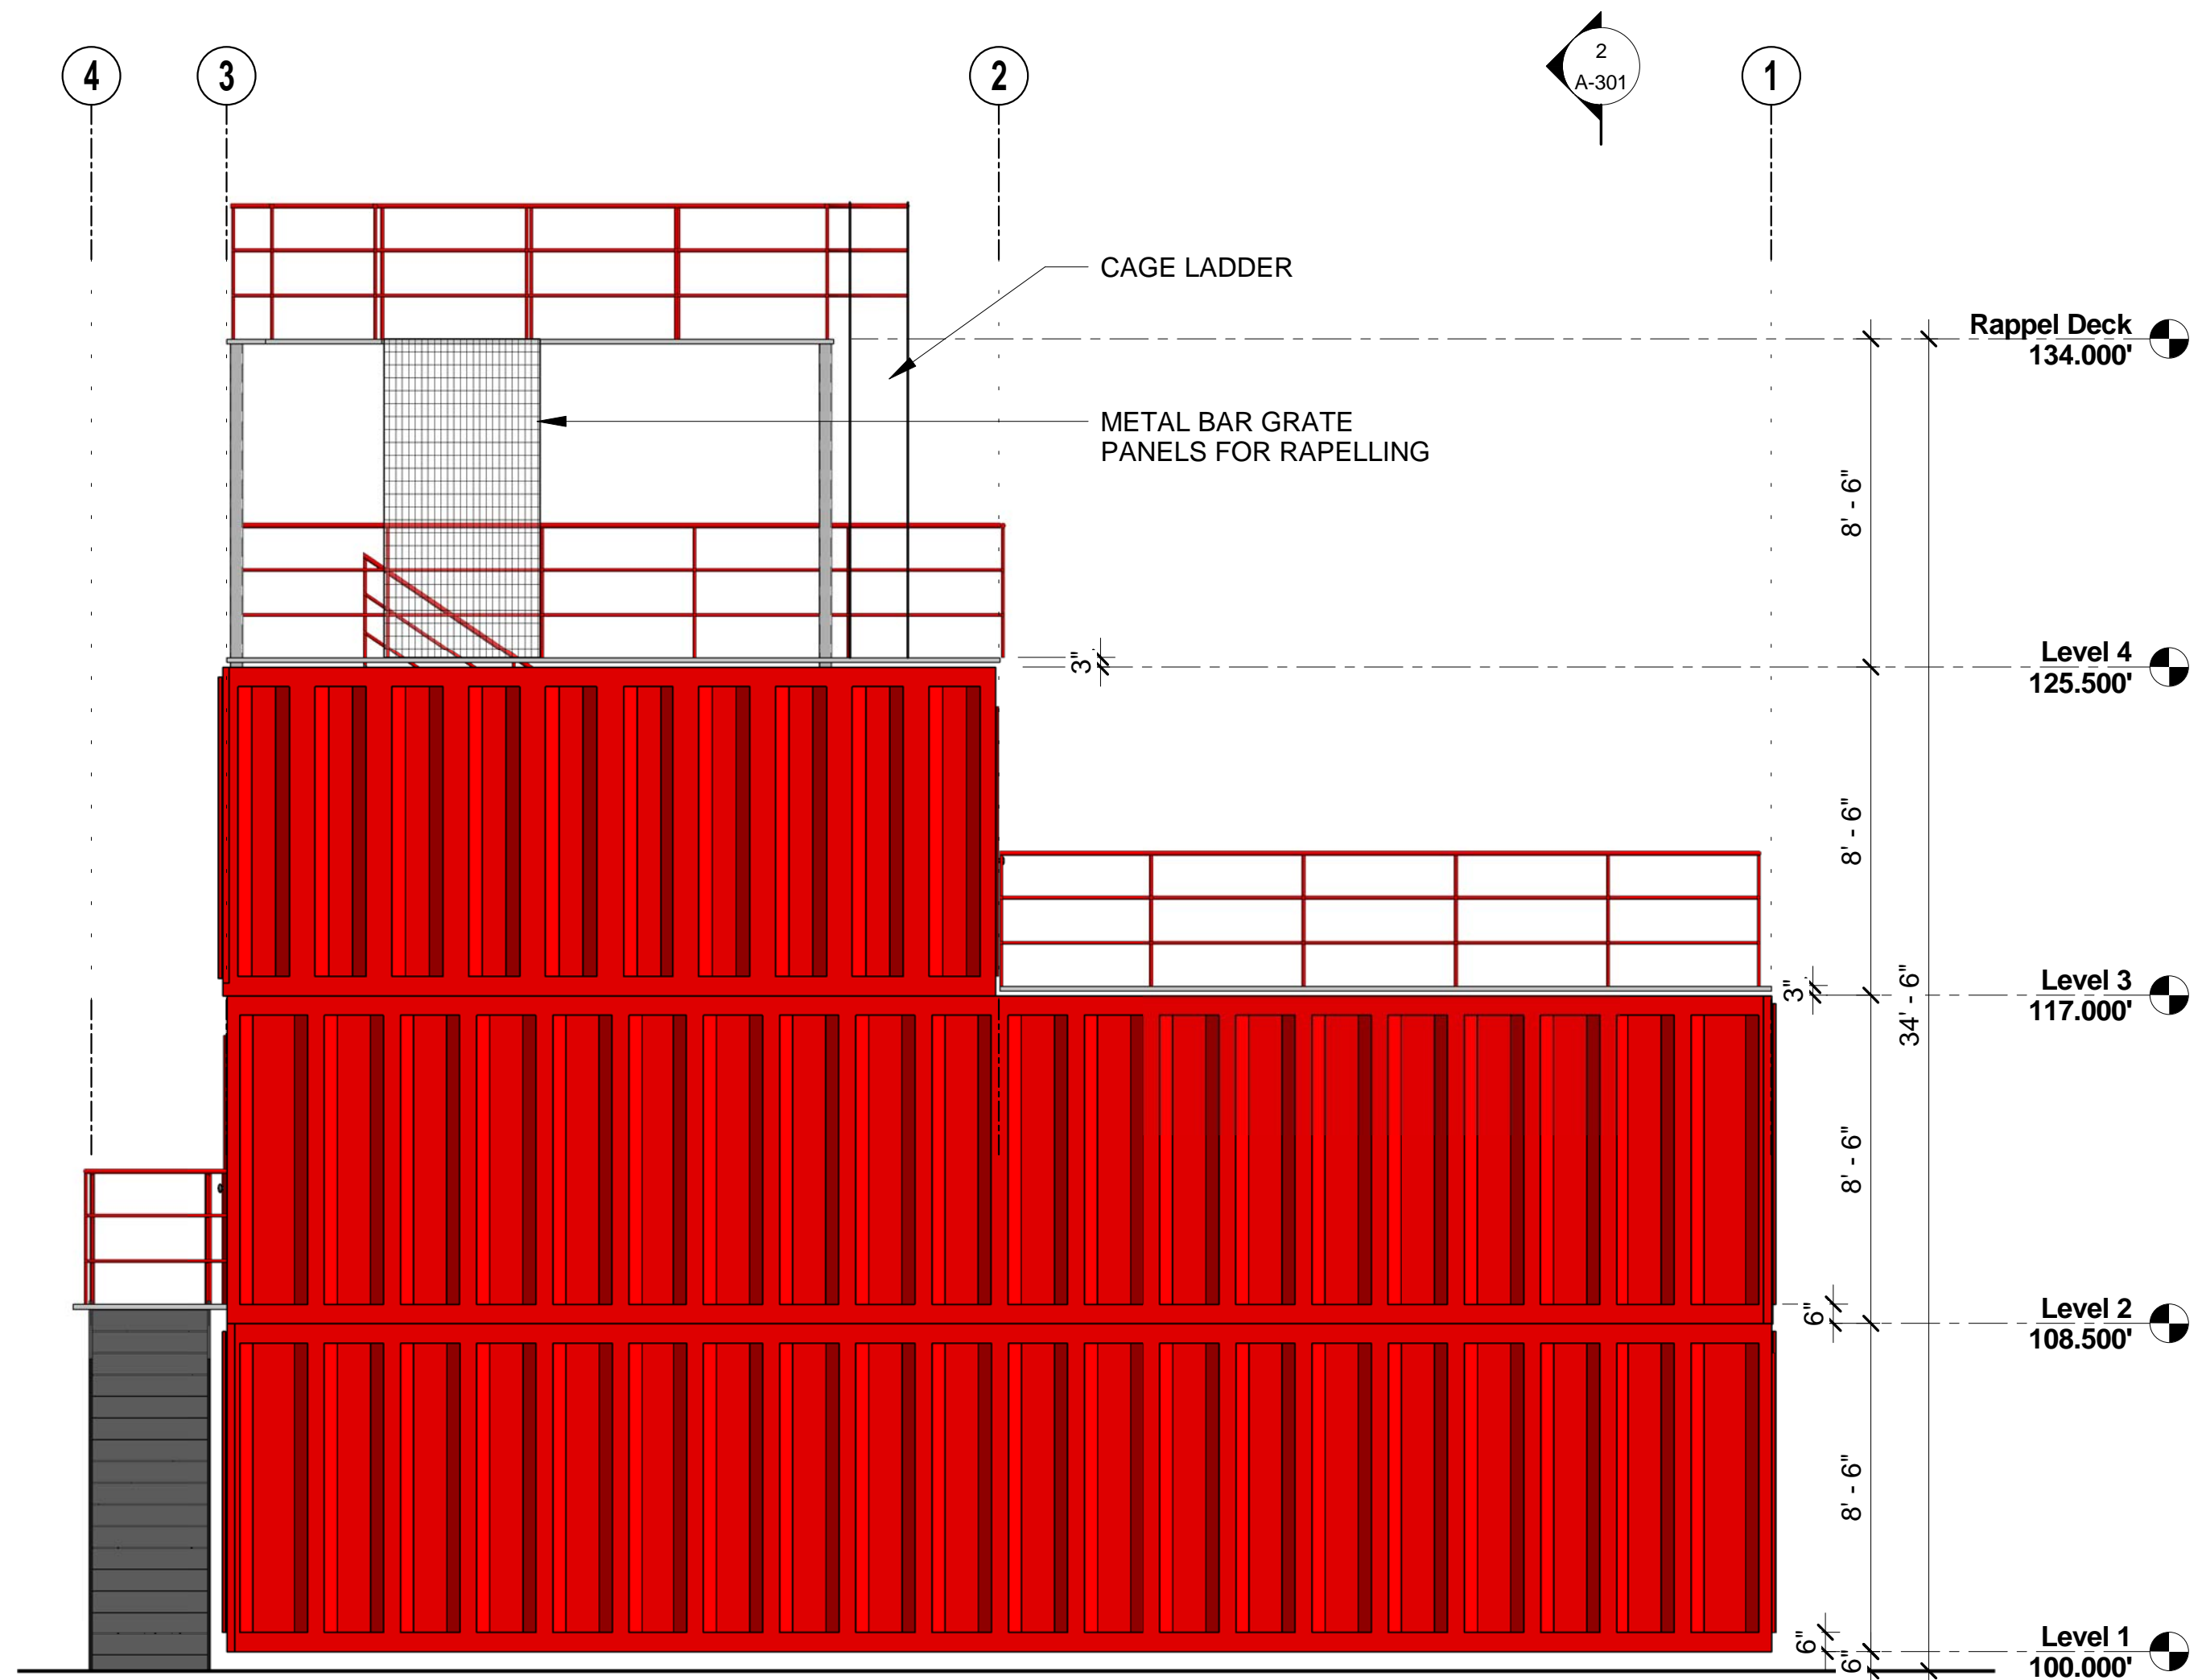 4
3
2
1
2
A-301
CAGE LADDER
METAL BAR GRATE
PANELS FOR RAPELLING
Rappel Deck
134.000'
8' - 6"
Level 4
125.500'
3"
8' - 6"
Level 3
117.000'
3"
34' - 6"
8' - 6"
Level 2
108.500'
6"
8' - 6"
Level 1
100.000'
6"
6"